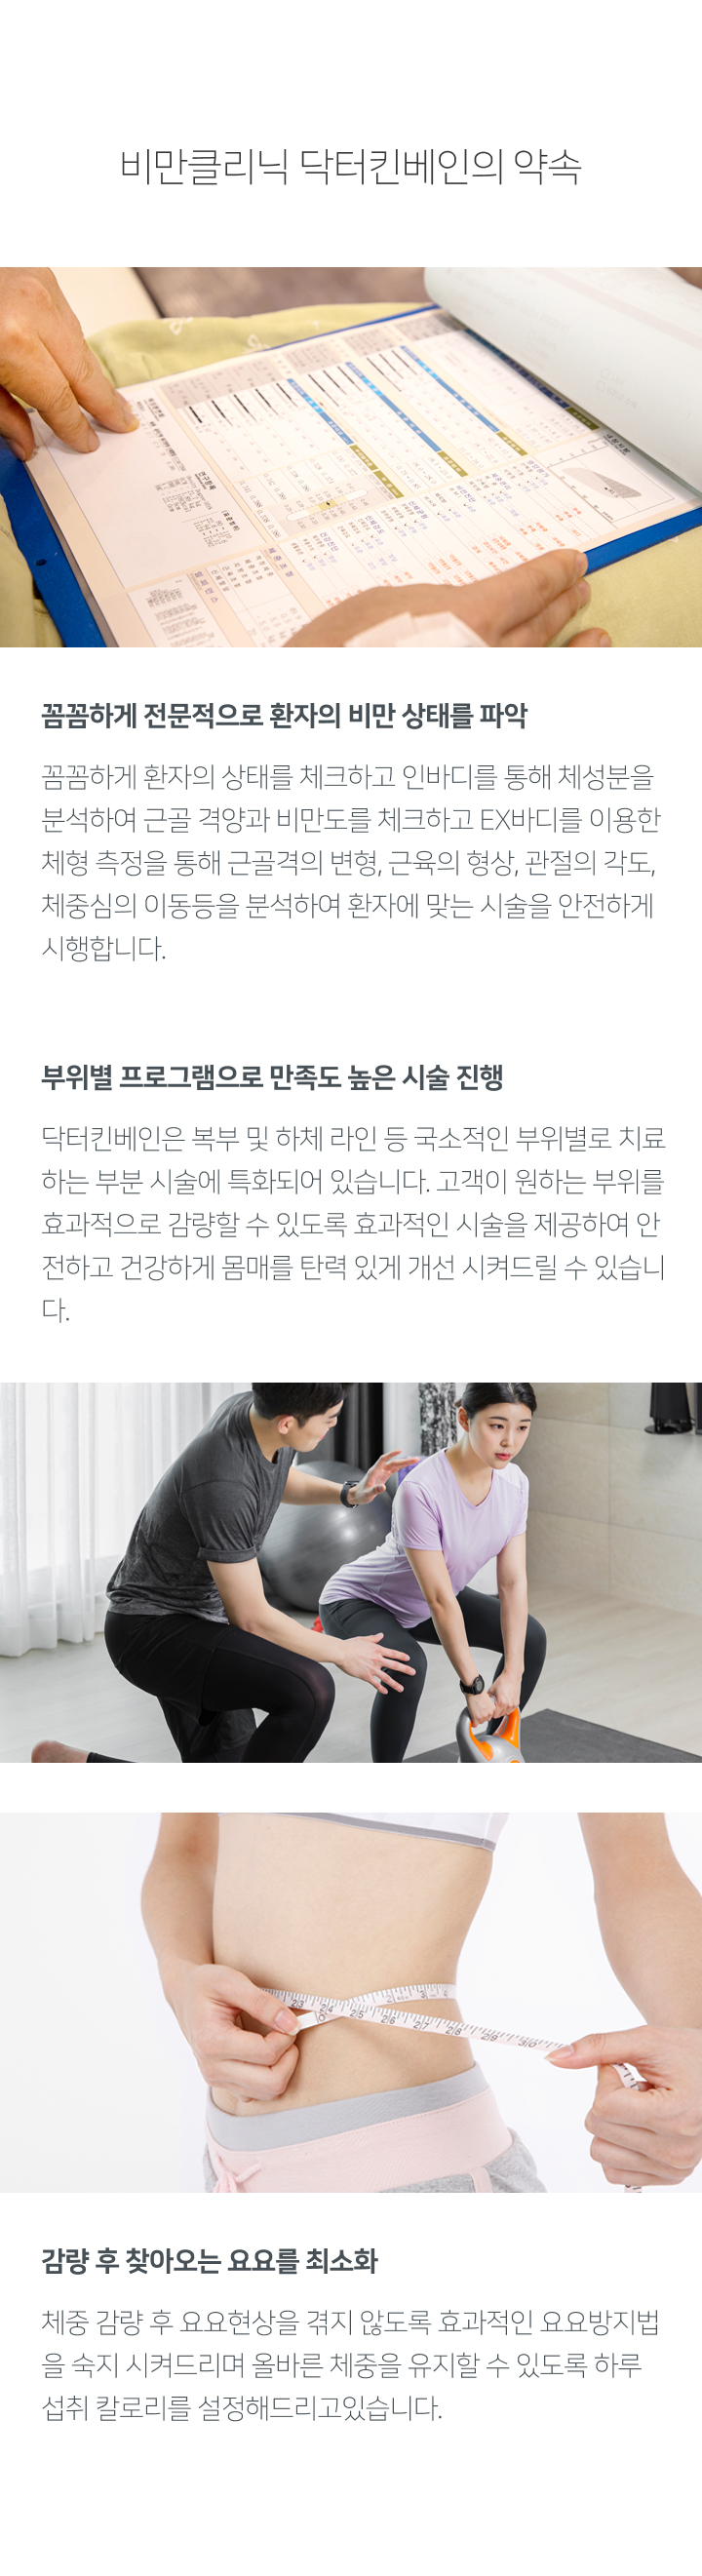 비만클리닉 닥터킨베인의 약속
꼼꼼하게 전문적으로 환자의 비만 상태를 파악
꼼꼼하게 환자의 상태를 체크하고 인바디를 통해 체성분을
분석하여 근골 격양과 비만도를 체크하고 EX바디를 이용한
체형 측정을 통해 근골격의 변형, 근육의 형상, 관절의 각도,
체중심의 이동등을 분석하여 환자에 맞는 시술을 안전하게
시행합니다.
부위별 프로그램으로 만족도 높은 시술 진행
닥터킨베인은 복부 및 하체 라인 등 국소적인 부위별로 치료
하는 부분 시술에 특화되어 있습니다. 고객이 원하는 부위를
효과적으로 감량할 수 있도록 효과적인 시술을 제공하여 안
전하고 건강하게 몸매를 탄력 있게 개선 시켜드릴 수 있습니
다.
23 24 25 26 27 28 29 30
감량 후 찾아오는 요요를 최소화
체중 감량 후 요요현상을 겪지 않도록 효과적인 요요방지법
을 숙지 시켜드리며 올바른 체중을 유지할 수 있도록 하루
섭취 칼로리를 설정해드리고있습니다.